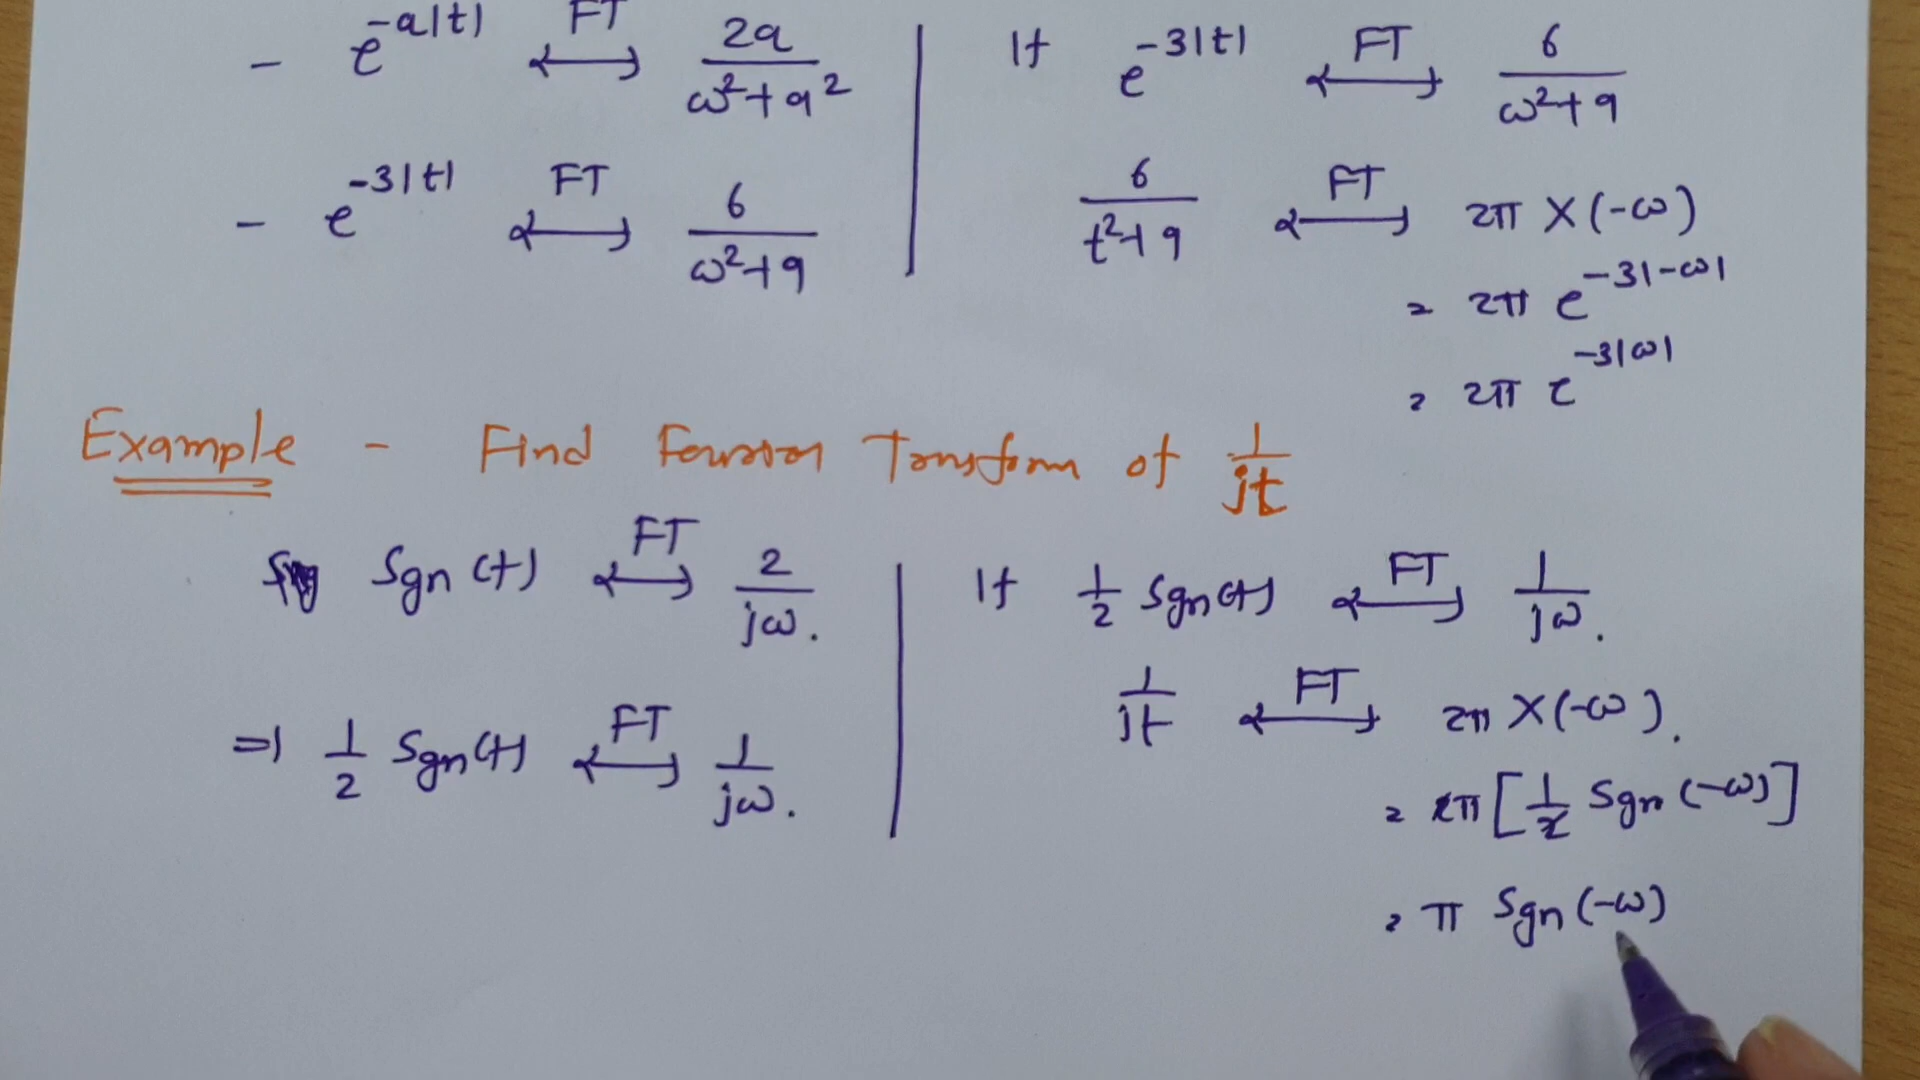 - e^{-a|t|} ⟷^{FT} 2a/(ω²+a²)
- e^{-3|t|} ⟷^{FT} 6/(ω²+9)
If e^{-3|t|} ⟷^{FT} 6/(ω²+9)
6/(t²+9) ⟷^{FT} 2π X(-ω)
= 2π e^{-3|-ω|}
= 2π e^{-3|ω|}
Example - Find Fourier Transform of 1/jt
Sgn(t) ⟷^{FT} 2/jω.
⇒ 1/2 Sgn(t) ⟷^{FT} 1/jω.
If 1/2 Sgn(t) ⟷^{FT} 1/jω.
1/jt ⟷^{FT} 2π X(-ω).
= 2π [1/2 Sgn(-ω)]
= π Sgn(-ω)